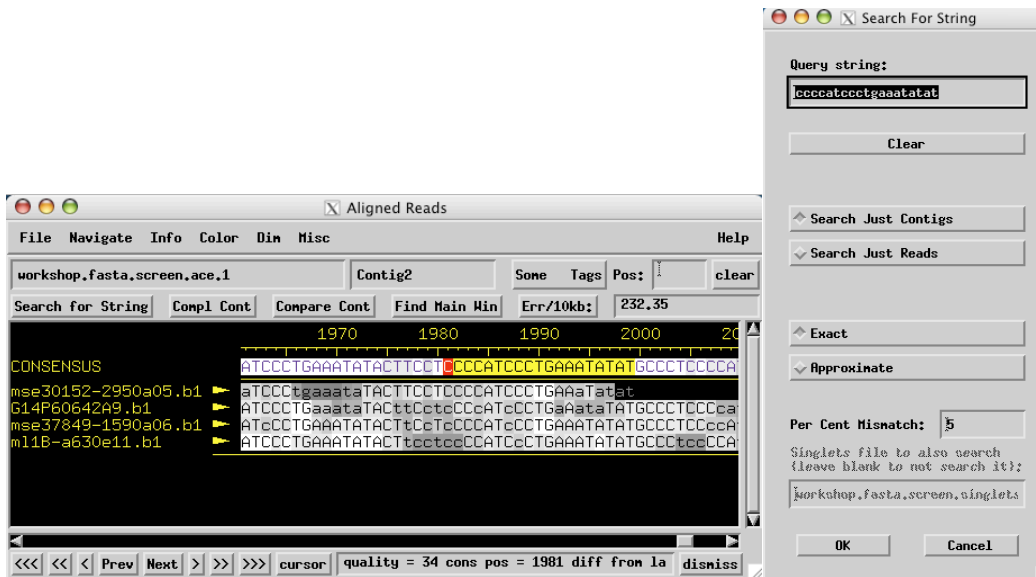 Search For String
Query string:
ccccatccctgaaatatat
Clear
Search Just Contigs
Search Just Reads
Exact
Approximate
Per Cent Mismatch: 5
Singlets file to also search
(leave blank to not search it):
workshop.fasta.screen.singlets
OK Cancel
Aligned Reads
File Navigate Info Color Dim Misc Help
workshop.fasta.screen.ace.1 Contig2 Some Tags Pos: clear
Search for String Compl Cont Compare Cont Find Main Win Err/10kb: 232.35
1970 1980 1990 2000 20
CONSENSUS ATCCCTGAAATATACTTCCTCCCCATCCCTGAAATATATGCCCTCCCCAT
mse30152-2950a05.b1 aTCCCtgaaataTACTTCCTCCCCATCCCTGAAaTatat
G14P60642A9.b1 ATCCCTGaaataTACttCctcCCCATcCCTGaAataTATGCCCTCCCcat
mse37849-1590a06.b1 ATcCCTGAAATATACTtCcTcCCCATCCCTGAAATATATGCCCTCCccAt
ml1B-a630e11.b1 ATCCCTGAAATATACTtcctccCCATCcCTGAAATATATGCCCtccCCAt
<<< << < Prev Next > >> >>> cursor quality = 34 cons pos = 1981 diff from la dismiss